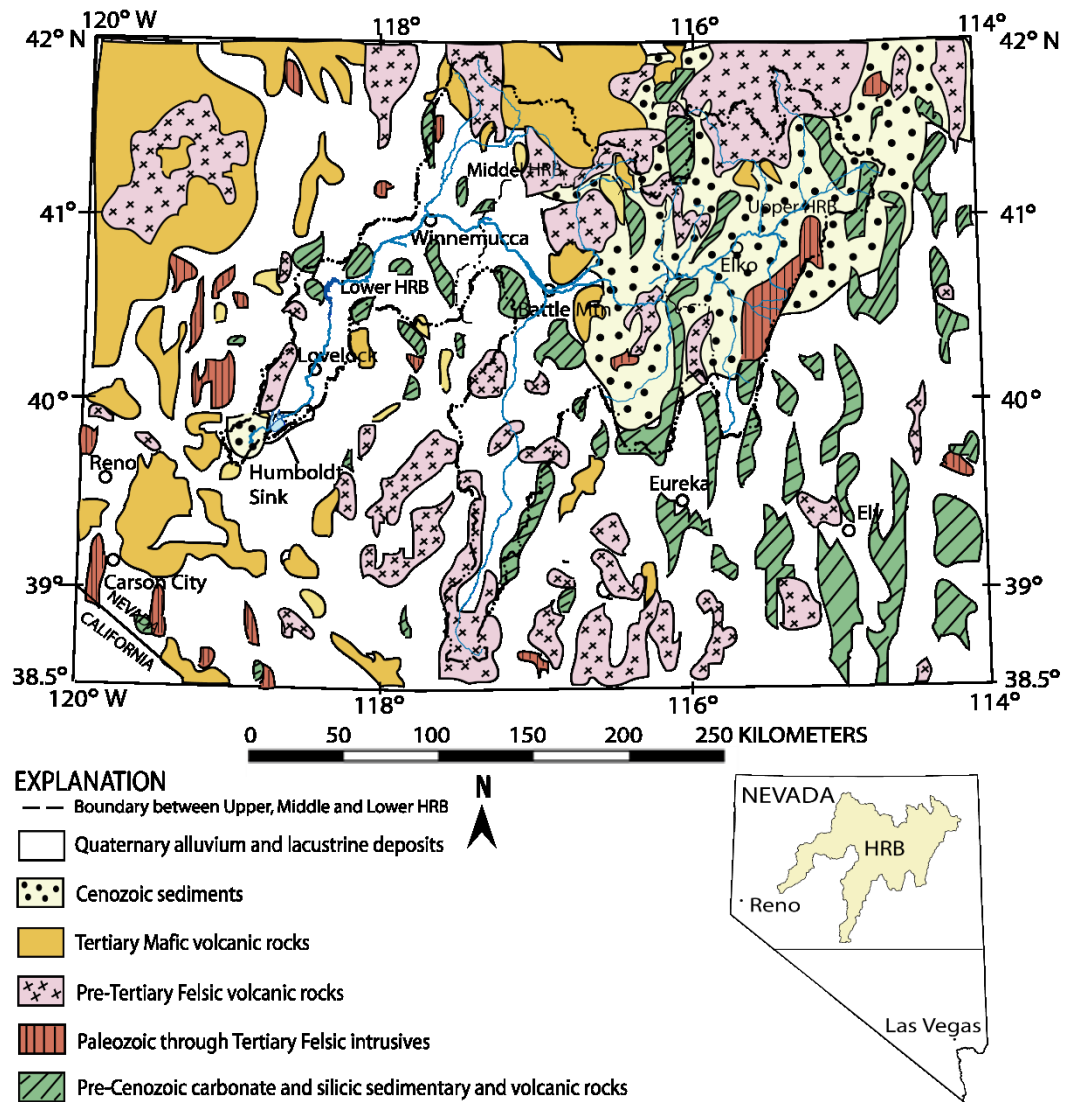 120° W
118°
116°
114°
42° N
42° N
Middel HRB
41°
41°
Upper HRB
Winnemucca
Elko
Lower HRB
Battle Mtn
Lovelock
40°
40°
Reno
Humboldt
Sink
Eureka
Ely
39°
39°
Carson City
NEVADA
CALIFORNIA
38.5°
38.5°
120° W
118°
116°
114°
0 50 100 150 200 250 KILOMETERS
EXPLANATION
Boundary between Upper, Middle and Lower HRB
N
Quaternary alluvium and lacustrine deposits
Cenozoic sediments
Tertiary Mafic volcanic rocks
Pre-Tertiary Felsic volcanic rocks
Paleozoic through Tertiary Felsic intrusives
Pre-Cenozoic carbonate and silicic sedimentary and volcanic rocks
NEVADA
HRB
Reno
Las Vegas